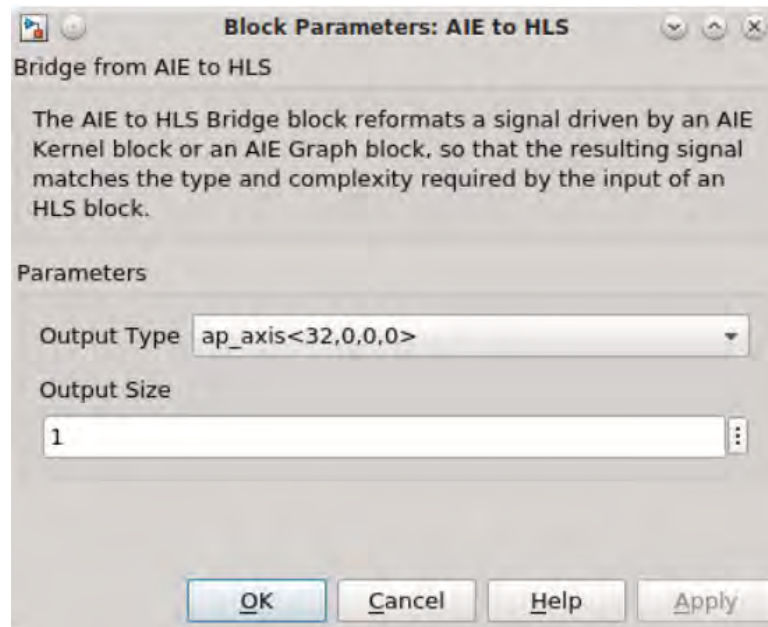 Block Parameters: AIE to HLS
Bridge from AIE to HLS
The AIE to HLS Bridge block reformats a signal driven by an AIE
Kernel block or an AIE Graph block, so that the resulting signal
matches the type and complexity required by the input of an
HLS block.
Parameters
Output Type ap_axis<32,0,0,0>
Output Size
1
OK Cancel Help Apply